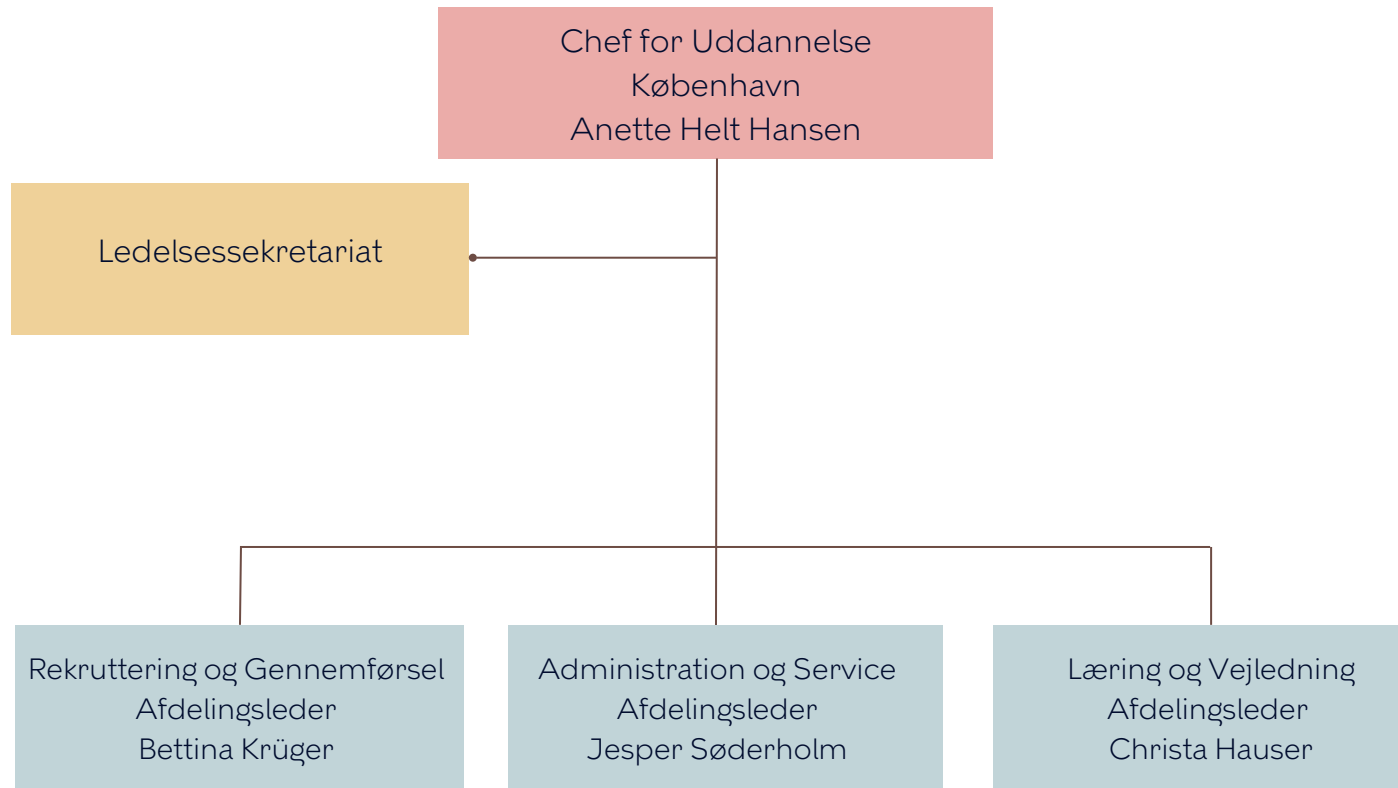 Chef for Uddannelse
København
Anette Helt Hansen
Ledelsessekretariat
Rekruttering og Gennemførsel
Afdelingsleder
Bettina Krüger
Administration og Service
Afdelingsleder
Jesper Søderholm
Læring og Vejledning
Afdelingsleder
Christa Hauser